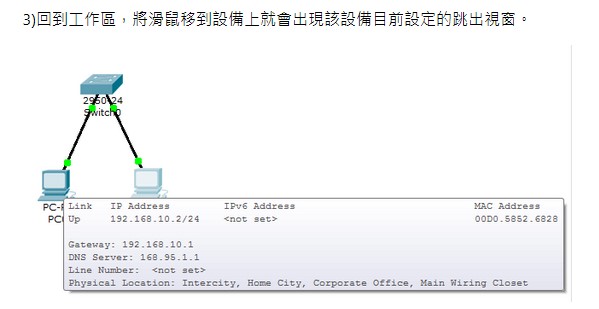 3)回到工作區，將滑鼠移到設備上就會出現該設備目前設定的跳出視窗。
2950-24
Switch0
PC-P
PC0
Link IP Address IPv6 Address MAC Address
Up 192.168.10.2/24 <not set> 00D0.5852.6828
Gateway: 192.168.10.1
DNS Server: 168.95.1.1
Line Number: <not set>
Physical Location: Intercity, Home City, Corporate Office, Main Wiring Closet